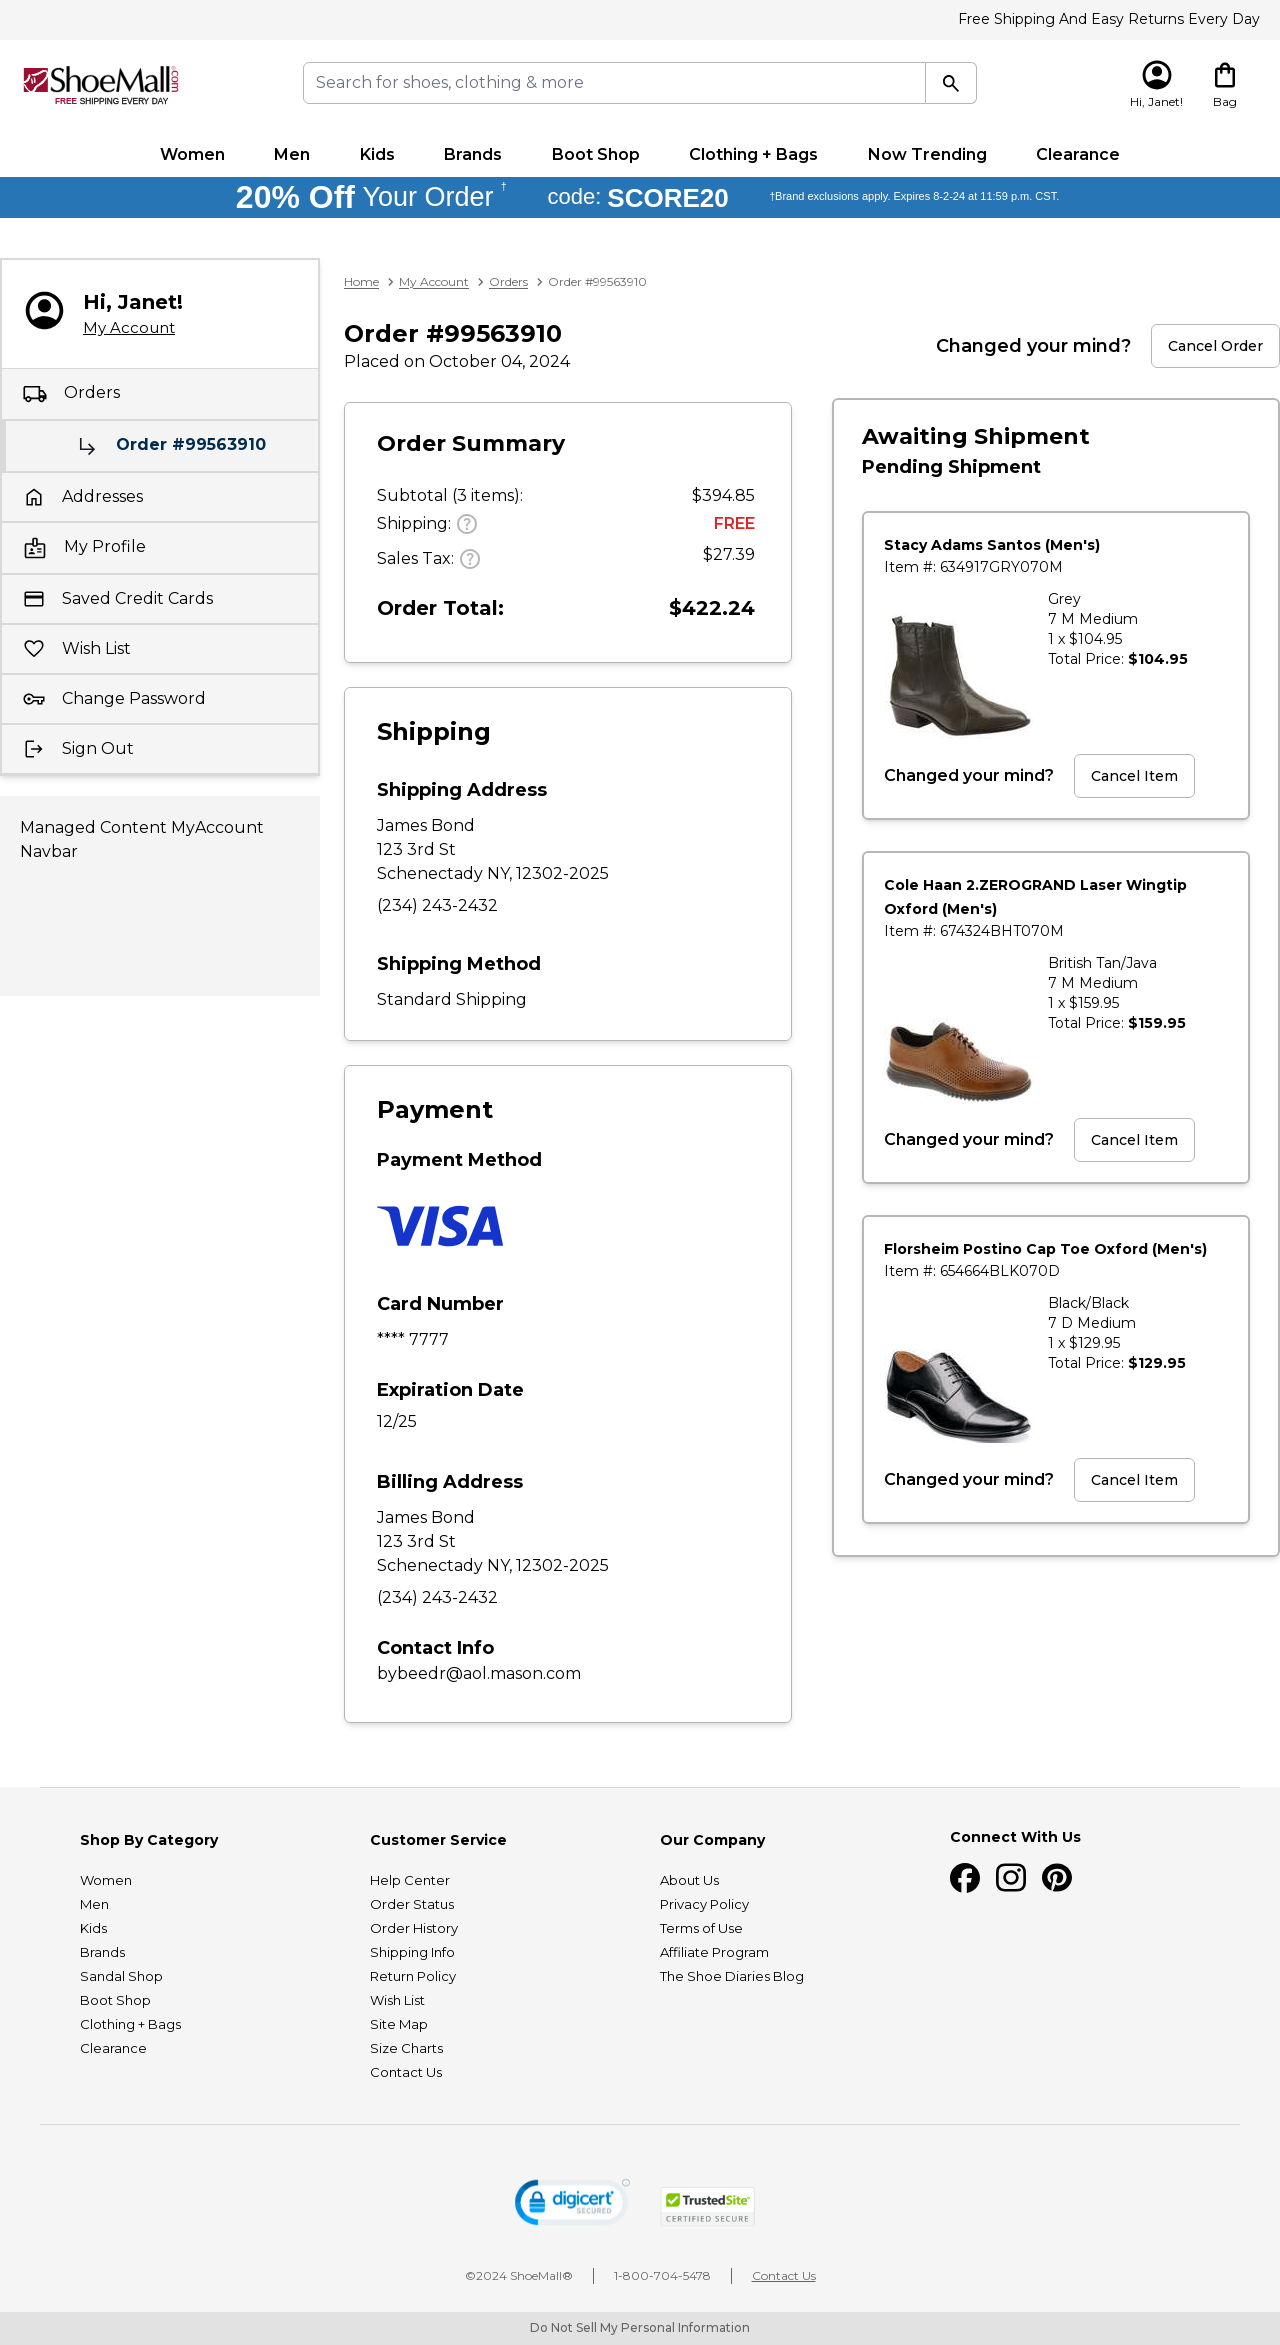 Free Shipping And Easy Returns Every Day
ShoeMall.com
FREE SHIPPING EVERY DAY
Search for shoes, clothing & more
Hi, Janet!
Bag
Women Men Kids Brands Boot Shop Clothing + Bags Now Trending Clearance
20% Off Your Order † code: SCORE20 †Brand exclusions apply. Expires 8-2-24 at 11:59 p.m. CST.
Hi, Janet!
My Account
Orders
Order #99563910
Addresses
My Profile
Saved Credit Cards
Wish List
Change Password
Sign Out
Managed Content MyAccount
Navbar
Home > My Account > Orders > Order #99563910
Order #99563910
Placed on October 04, 2024
Changed your mind? Cancel Order
Order Summary
Subtotal (3 items): $394.85
Shipping: ? FREE
Sales Tax: ? $27.39
Order Total: $422.24
Shipping
Shipping Address
James Bond
123 3rd St
Schenectady NY, 12302-2025
(234) 243-2432
Shipping Method
Standard Shipping
Payment
Payment Method
VISA
Card Number
**** 7777
Expiration Date
12/25
Billing Address
James Bond
123 3rd St
Schenectady NY, 12302-2025
(234) 243-2432
Contact Info
bybeedr@aol.mason.com
Awaiting Shipment
Pending Shipment
Stacy Adams Santos (Men's)
Item #: 634917GRY070M
Grey
7 M Medium
1 x $104.95
Total Price: $104.95
Changed your mind? Cancel Item
Cole Haan 2.ZEROGRAND Laser Wingtip
Oxford (Men's)
Item #: 674324BHT070M
British Tan/Java
7 M Medium
1 x $159.95
Total Price: $159.95
Changed your mind? Cancel Item
Florsheim Postino Cap Toe Oxford (Men's)
Item #: 654664BLK070D
Black/Black
7 D Medium
1 x $129.95
Total Price: $129.95
Changed your mind? Cancel Item
Shop By Category
Women
Men
Kids
Brands
Sandal Shop
Boot Shop
Clothing + Bags
Clearance
Customer Service
Help Center
Order Status
Order History
Shipping Info
Return Policy
Wish List
Site Map
Size Charts
Contact Us
Our Company
About Us
Privacy Policy
Terms of Use
Affiliate Program
The Shoe Diaries Blog
Connect With Us
digicert
SECURED
TrustedSite
CERTIFIED SECURE
©2024 ShoeMall® | 1-800-704-5478 | Contact Us
Do Not Sell My Personal Information